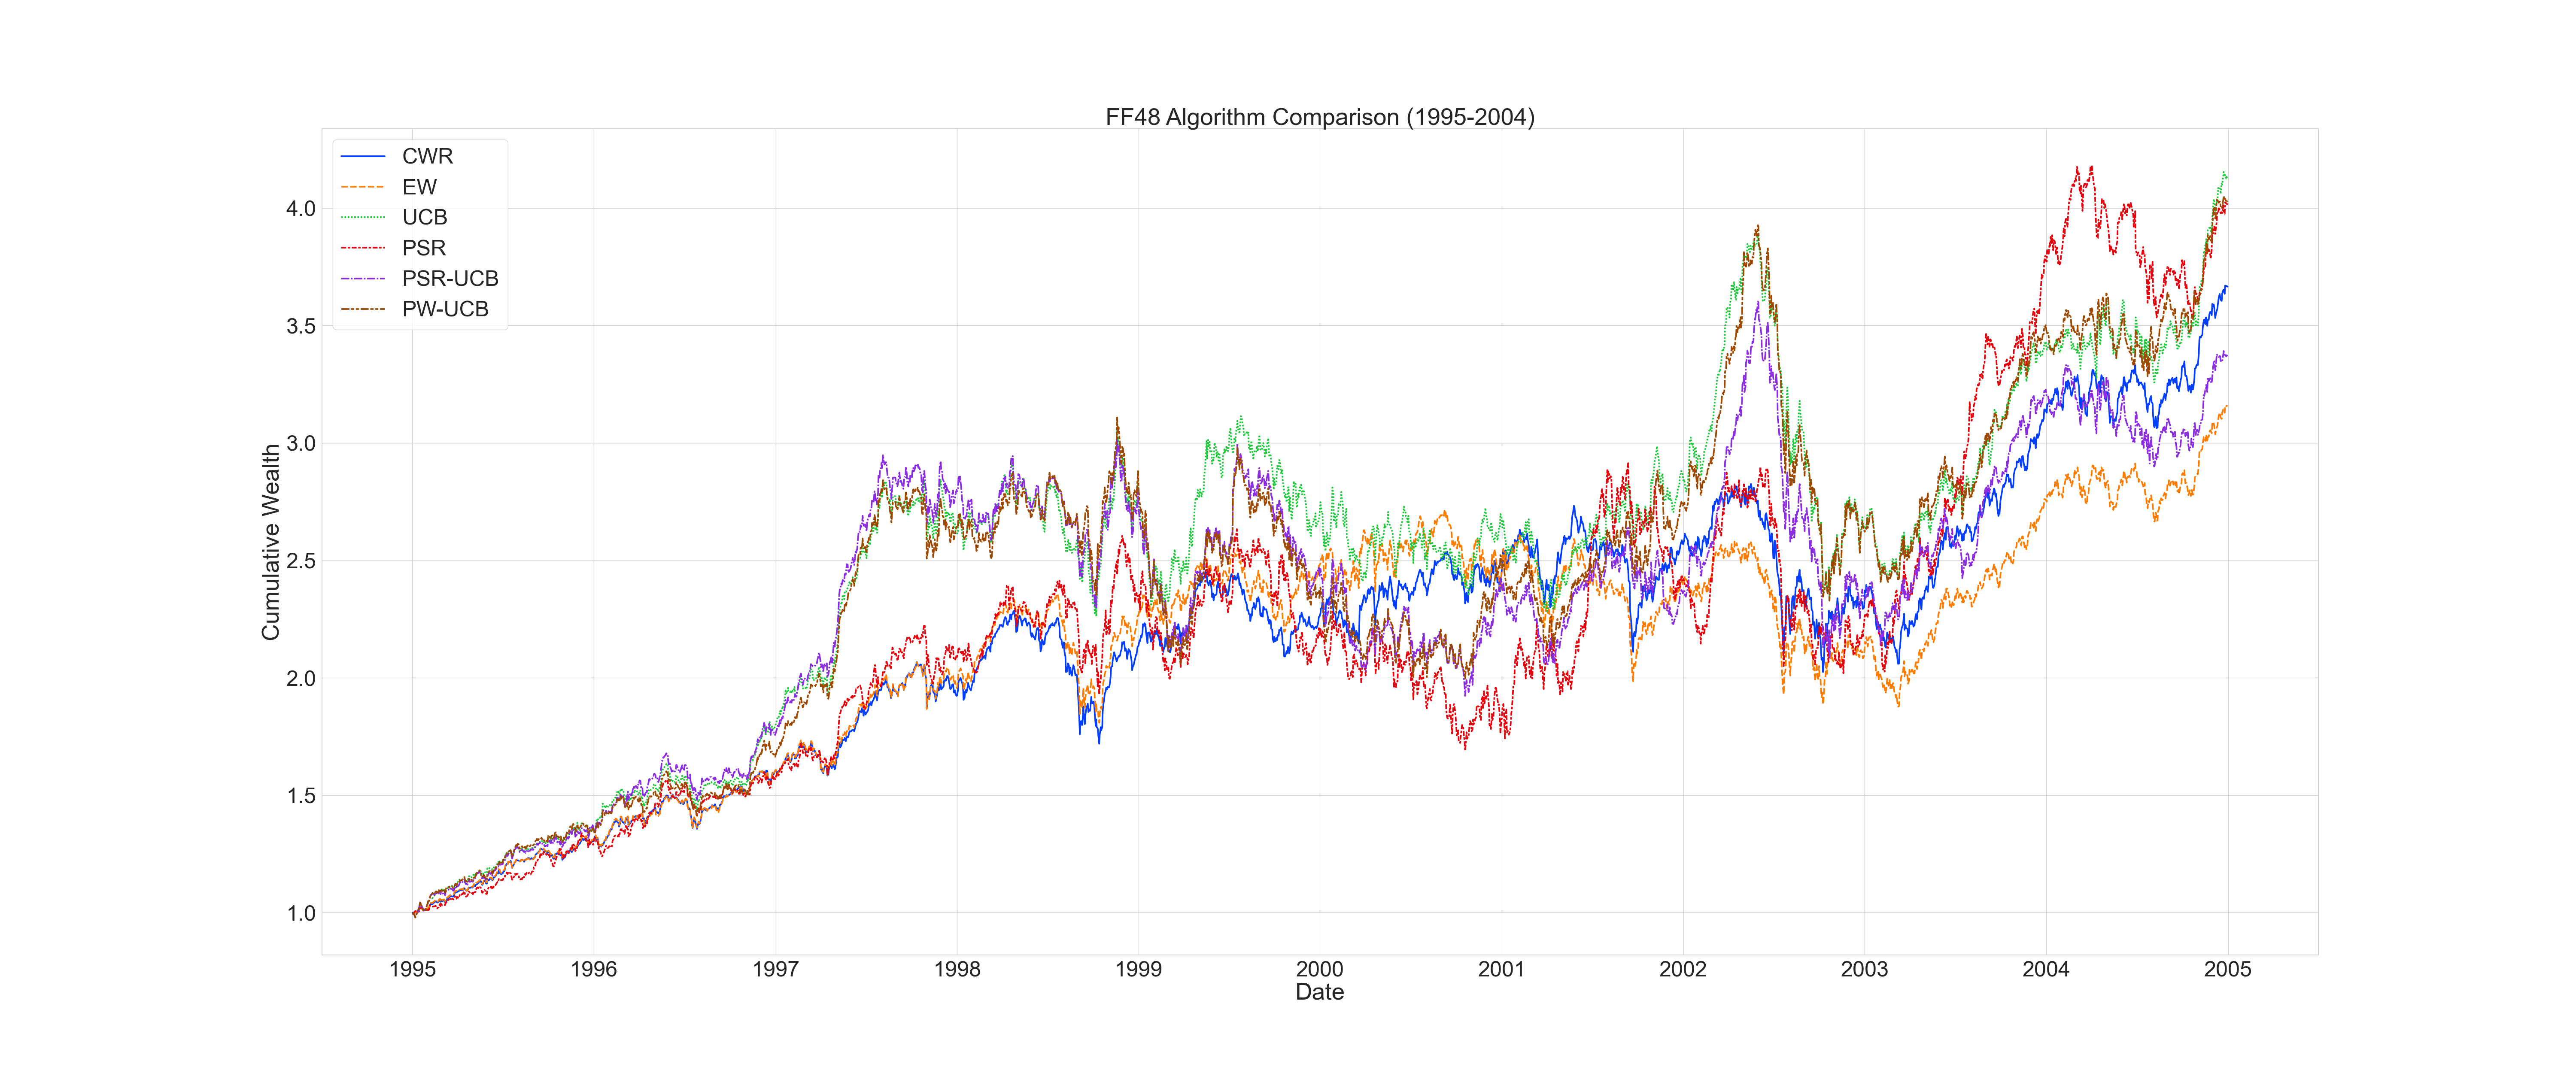 FF48 Algorithm Comparison (1995-2004)
CWR
EW
UCB
PSR
PSR-UCB
PW-UCB
Cumulative Wealth
4.0
3.5
3.0
2.5
2.0
1.5
1.0
1995 1996 1997 1998 1999 2000 2001 2002 2003 2004 2005
Date